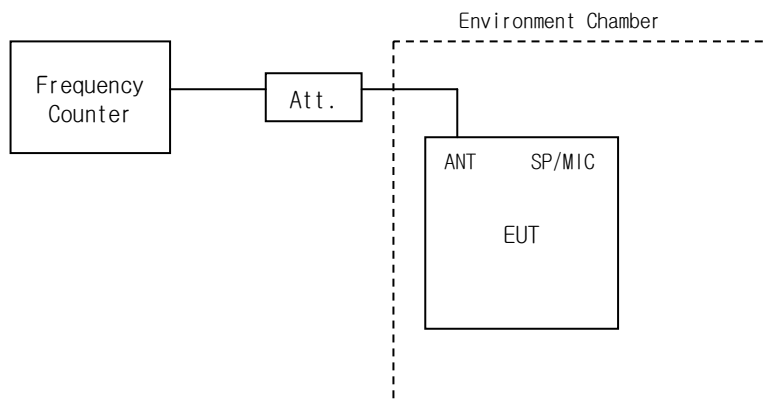 Environment Chamber
Frequency
Counter
Att.
ANT SP/MIC
EUT